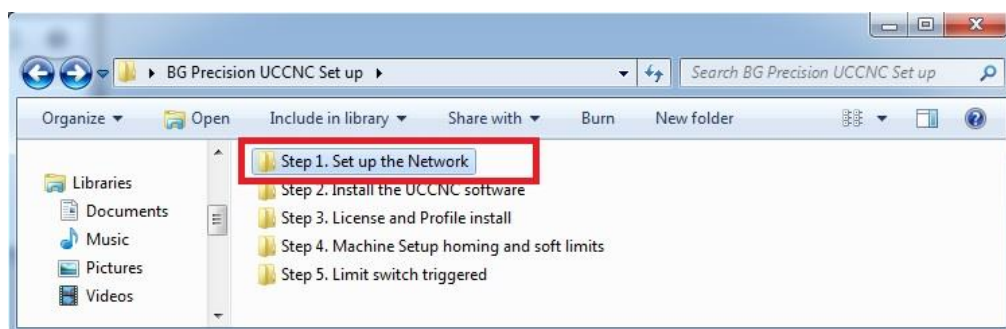 BG Precision UCCNC Set up
Search BG Precision UCCNC Set up
Organize Open Include in library Share with Burn New folder
Libraries
Documents
Music
Pictures
Videos
Step 1. Set up the Network
Step 2. Install the UCCNC software
Step 3. License and Profile install
Step 4. Machine Setup homing and soft limits
Step 5. Limit switch triggered